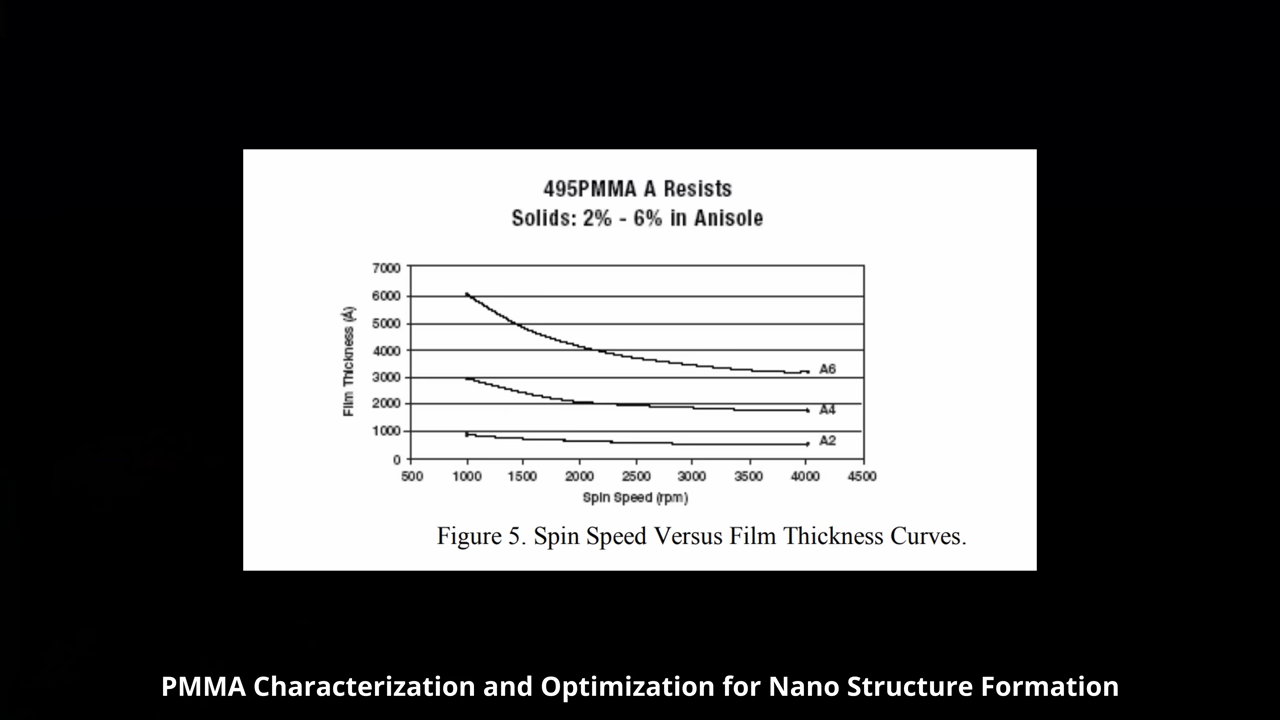 495PMMA A Resists
Solids: 2% - 6% in Anisole
7000
6000
5000
4000
3000
2000
1000
0
Film Thickness (Å)
A6
A4
A2
500 1000 1500 2000 2500 3000 3500 4000 4500
Spin Speed (rpm)
Figure 5. Spin Speed Versus Film Thickness Curves.
PMMA Characterization and Optimization for Nano Structure Formation